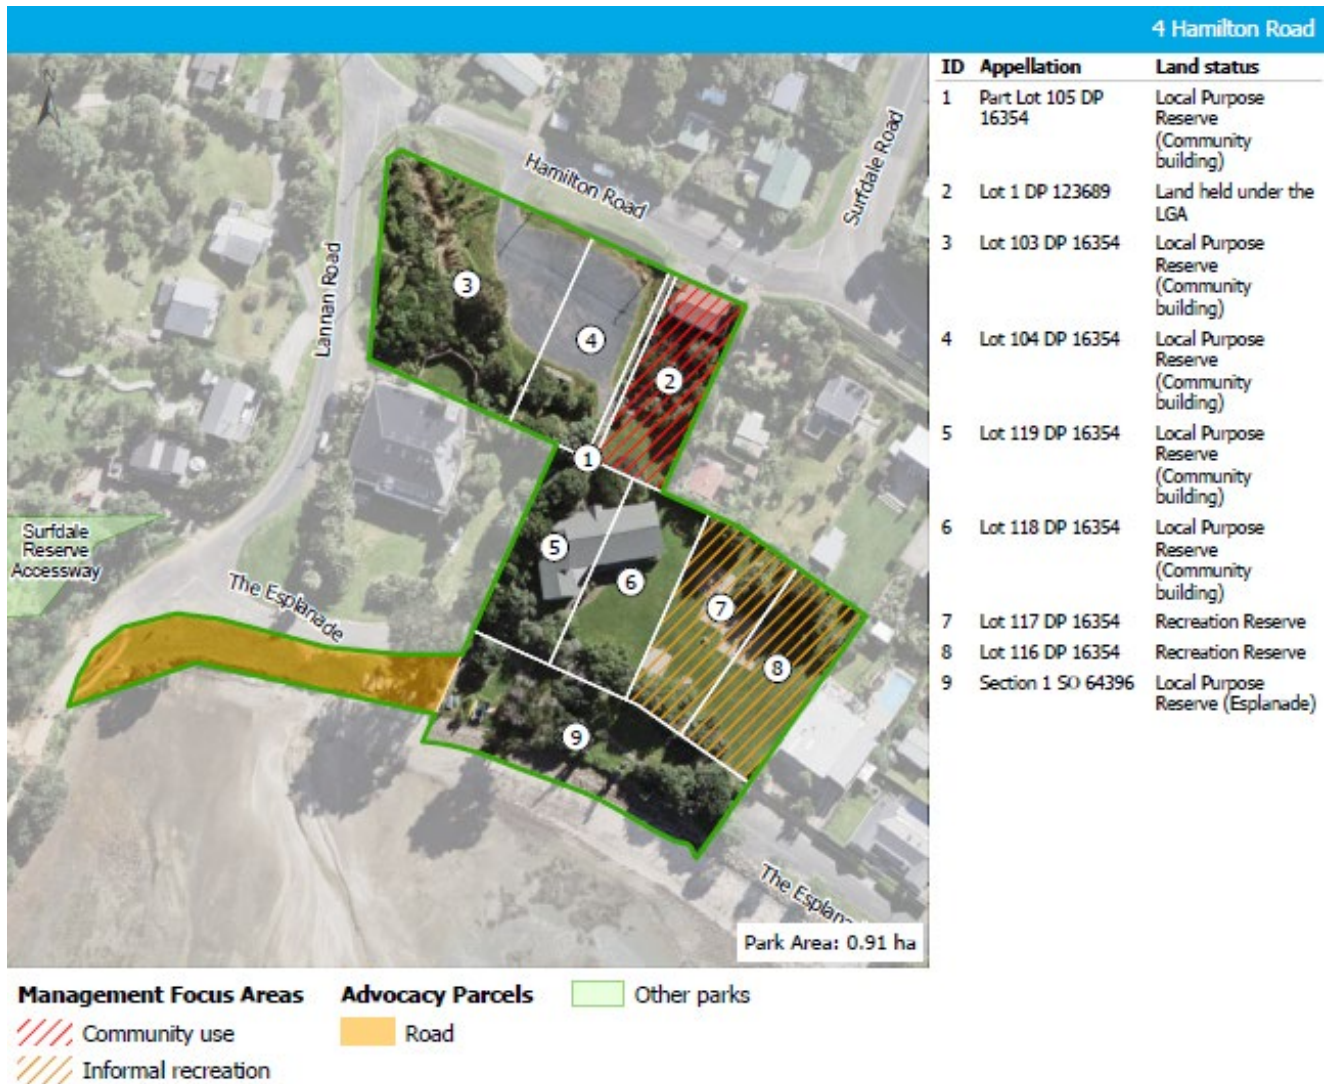 4 Hamilton Road
ID Appellation Land status
1 Part Lot 105 DP 16354 Local Purpose Reserve (Community building)
2 Lot 1 DP 123689 Land held under the LGA
3 Lot 103 DP 16354 Local Purpose Reserve (Community building)
4 Lot 104 DP 16354 Local Purpose Reserve (Community building)
5 Lot 119 DP 16354 Local Purpose Reserve (Community building)
6 Lot 118 DP 16354 Local Purpose Reserve (Community building)
7 Lot 117 DP 16354 Recreation Reserve
8 Lot 116 DP 16354 Recreation Reserve
9 Section 1 SO 64396 Local Purpose Reserve (Esplanade)
N
Hamilton Road
Surfdale Road
Lannan Road
3
4
2
1
Surfdale
Reserve
Accessway
The Esplanade
5
6
7
8
9
The Esplana
Park Area: 0.91 ha
Management Focus Areas
Community use
Informal recreation
Advocacy Parcels
Road
Other parks